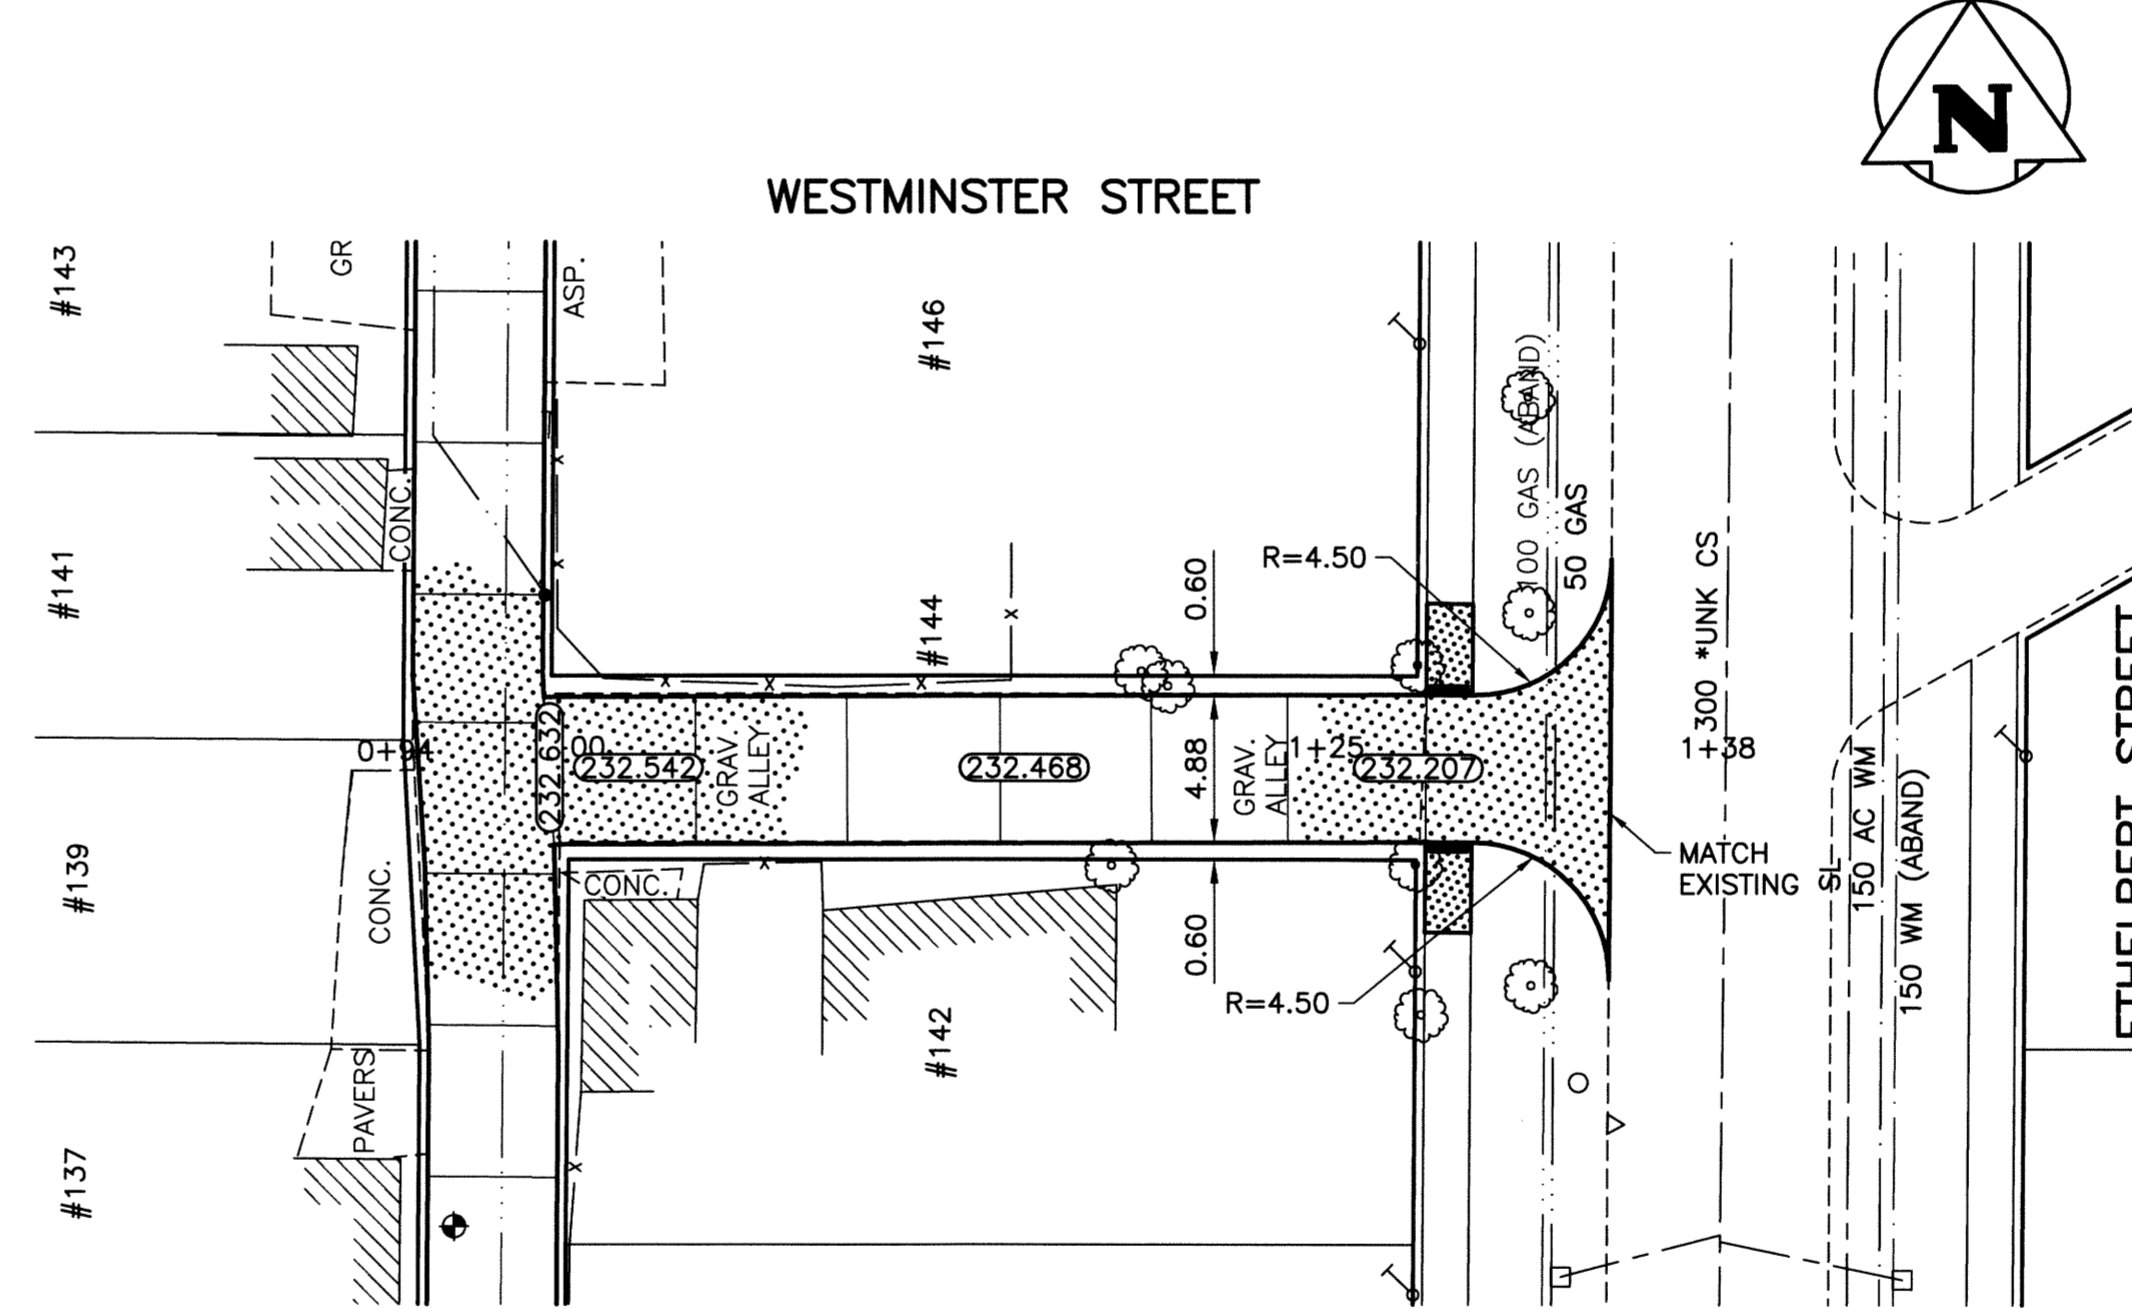 N
WESTMINSTER STREET
#143
GR
ASP.
#146
100 GAS (ABAND)
50 GAS
CONC.
#141
#144
0.60
R=4.50
300 *UNK CS
0+94
232.632
00
232.542
GRAV.
ALLEY
232.468
4.88
GRAV.
ALLEY
1+25
232.207
1+38
MATCH
EXISTING
SL
150 AC WM
150 WM (ABAND)
ETHELBERT STREET
#139
CONC.
CONC.
0.60
R=4.50
#142
PAVERS
#137